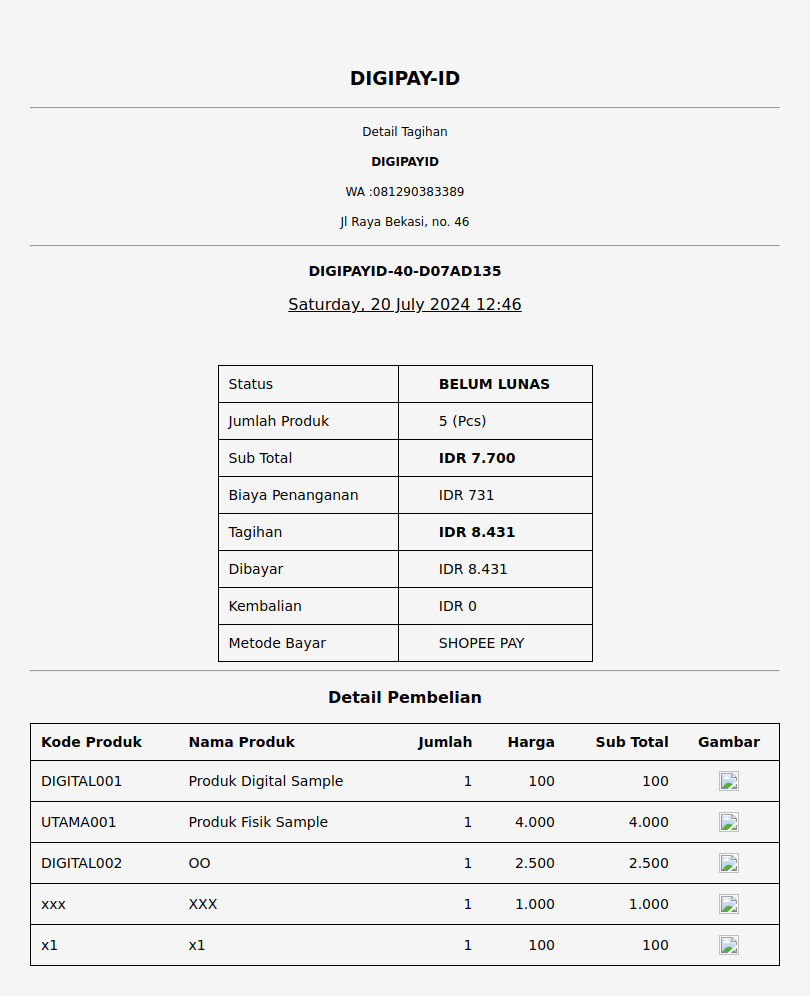 DIGIPAY-ID
Detail Tagihan
DIGIPAYID
WA :081290383389
Jl Raya Bekasi, no. 46
DIGIPAYID-40-D07AD135
Saturday, 20 July 2024 12:46
Status BELUM LUNAS
Jumlah Produk 5 (Pcs)
Sub Total IDR 7.700
Biaya Penanganan IDR 731
Tagihan IDR 8.431
Dibayar IDR 8.431
Kembalian IDR 0
Metode Bayar SHOPEE PAY
Detail Pembelian
Kode Produk Nama Produk Jumlah Harga Sub Total Gambar
DIGITAL001 Produk Digital Sample 1 100 100
UTAMA001 Produk Fisik Sample 1 4.000 4.000
DIGITAL002 OO 1 2.500 2.500
xxx XXX 1 1.000 1.000
x1 x1 1 100 100